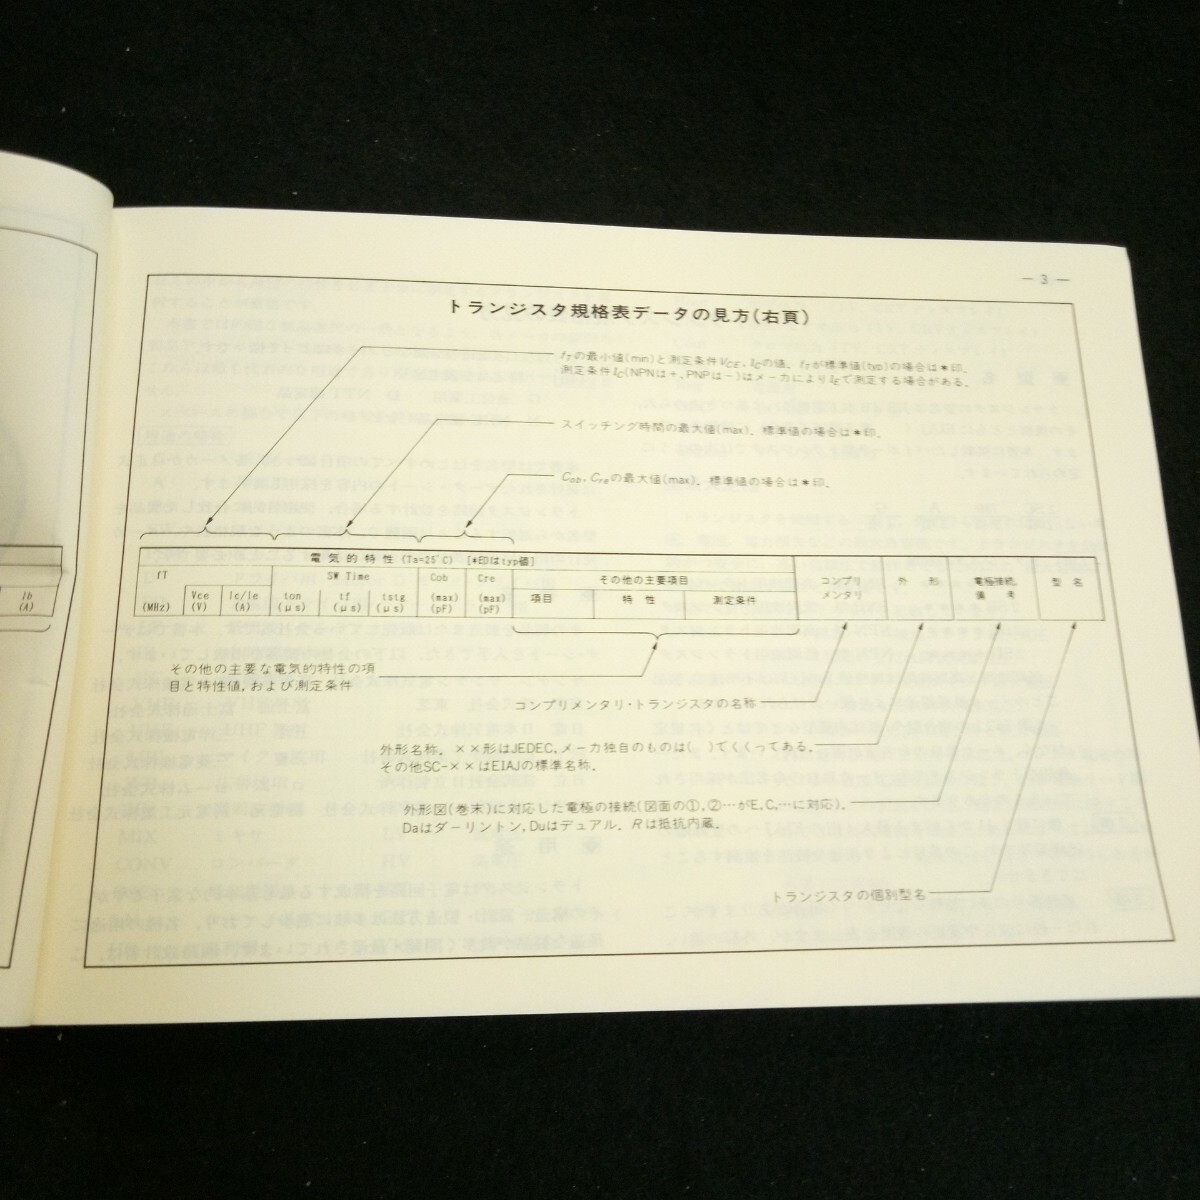 — 3 —
トランジスタ規格表データの見方(右頁)
fTの最小値(min)と測定条件VCE, ICの値。fTが標準値(typ)の場合は＊印。
測定条件IC(NPNは＋, PNPは－)はメーカによりIEで測定する場合がある。
スイッチング時間の最大値(max)。標準値の場合は＊印。
Cob, Creの最大値(max)。標準値の場合は＊印。
電気的特性 (Ta=25℃) [＊印はtyp値]
fT
SW Time
Cob
Cre
その他の主要項目
コンプリ
メンタリ
外 形
電極接続,
備 考
型 名
(MHz)
Vce
(V)
Ic/Ie
(A)
ton
(μs)
tf
(μs)
tstg
(μs)
(max)
(pF)
(max)
(pF)
項目
特 性
測定条件
Ib
(A)
その他の主要な電気的特性の項
目と特性値, および測定条件
コンプリメンタリ・トランジスタの名称
外形名称。××形はJEDEC, メーカ独自のものは( )でくくってある。
その他SC-××はEIAJの標準名称。
外形図(巻末)に対応した電極の接続(図面の①, ②…がE, C, …に対応)。
Daはダーリントン, Duはデュアル。Rは抵抗内蔵。
トランジスタの個別型名